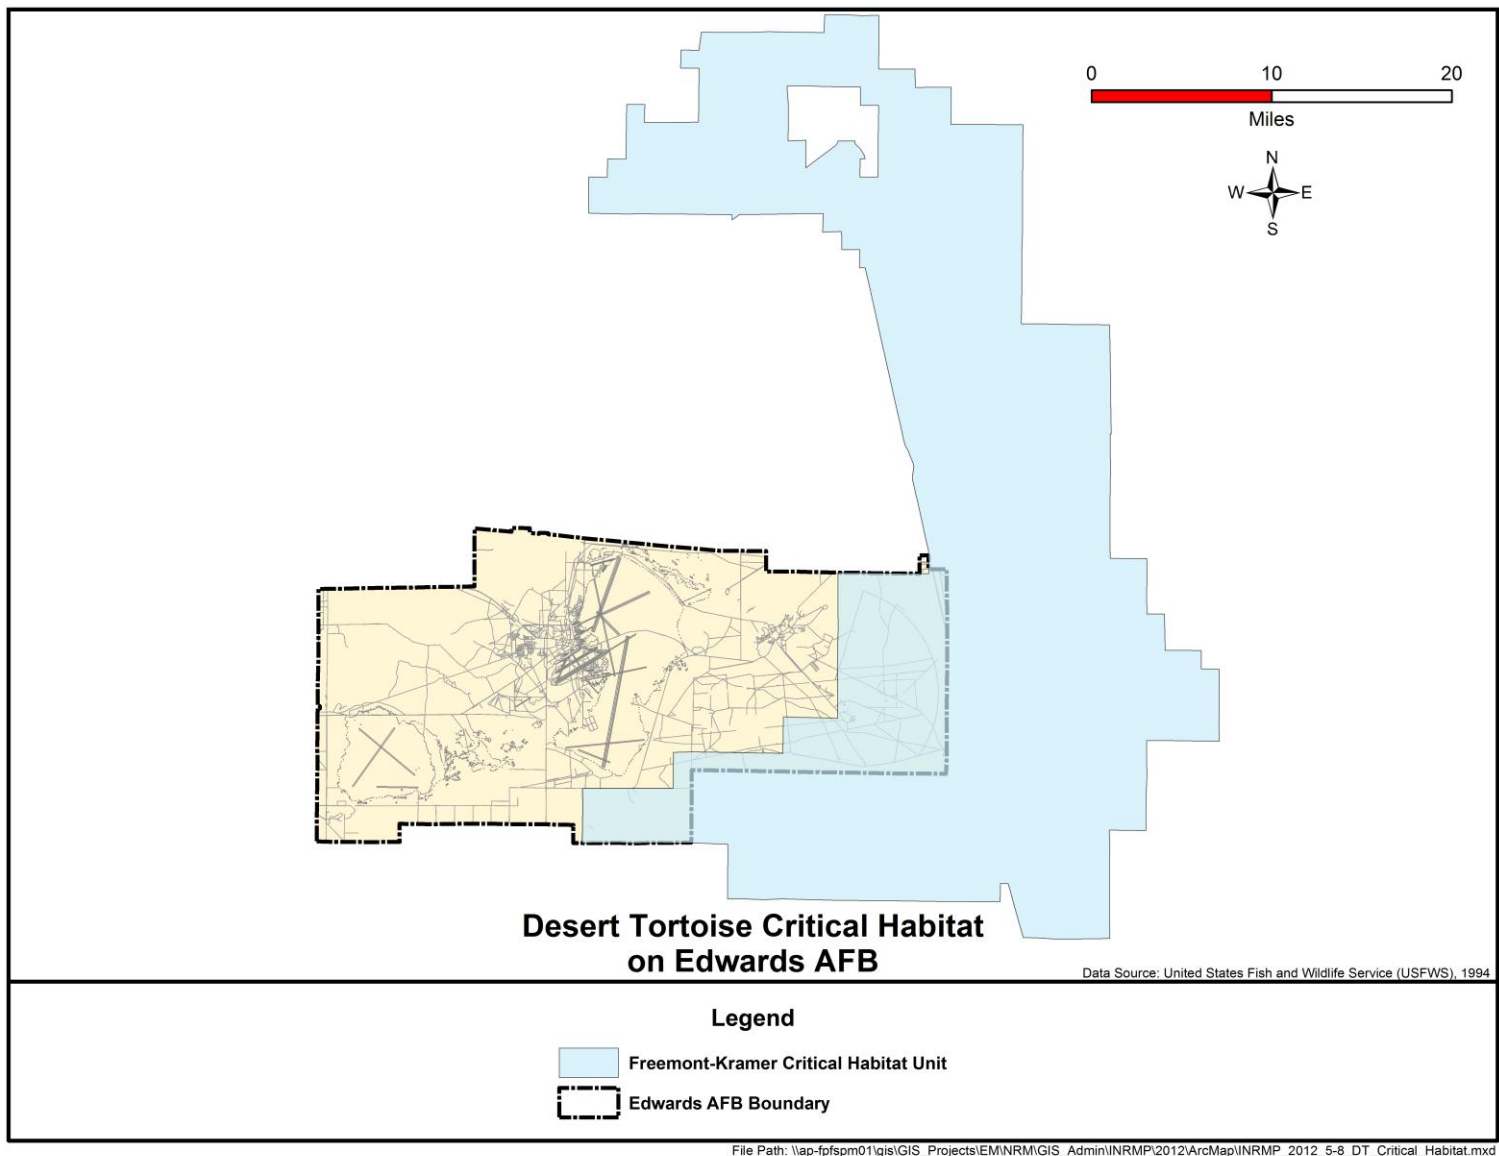 0 10 20
Miles
N
W E
S
Desert Tortoise Critical Habitat
on Edwards AFB
Data Source: United States Fish and Wildlife Service (USFWS), 1994
Legend
Freemont-Kramer Critical Habitat Unit
Edwards AFB Boundary
File Path: \\ap-fpfspm01\gis\GIS_Projects\EM\NRM\GIS_Admin\INRMP\2012\ArcMap\INRMP_2012_5-8_DT_Critical_Habitat.mxd